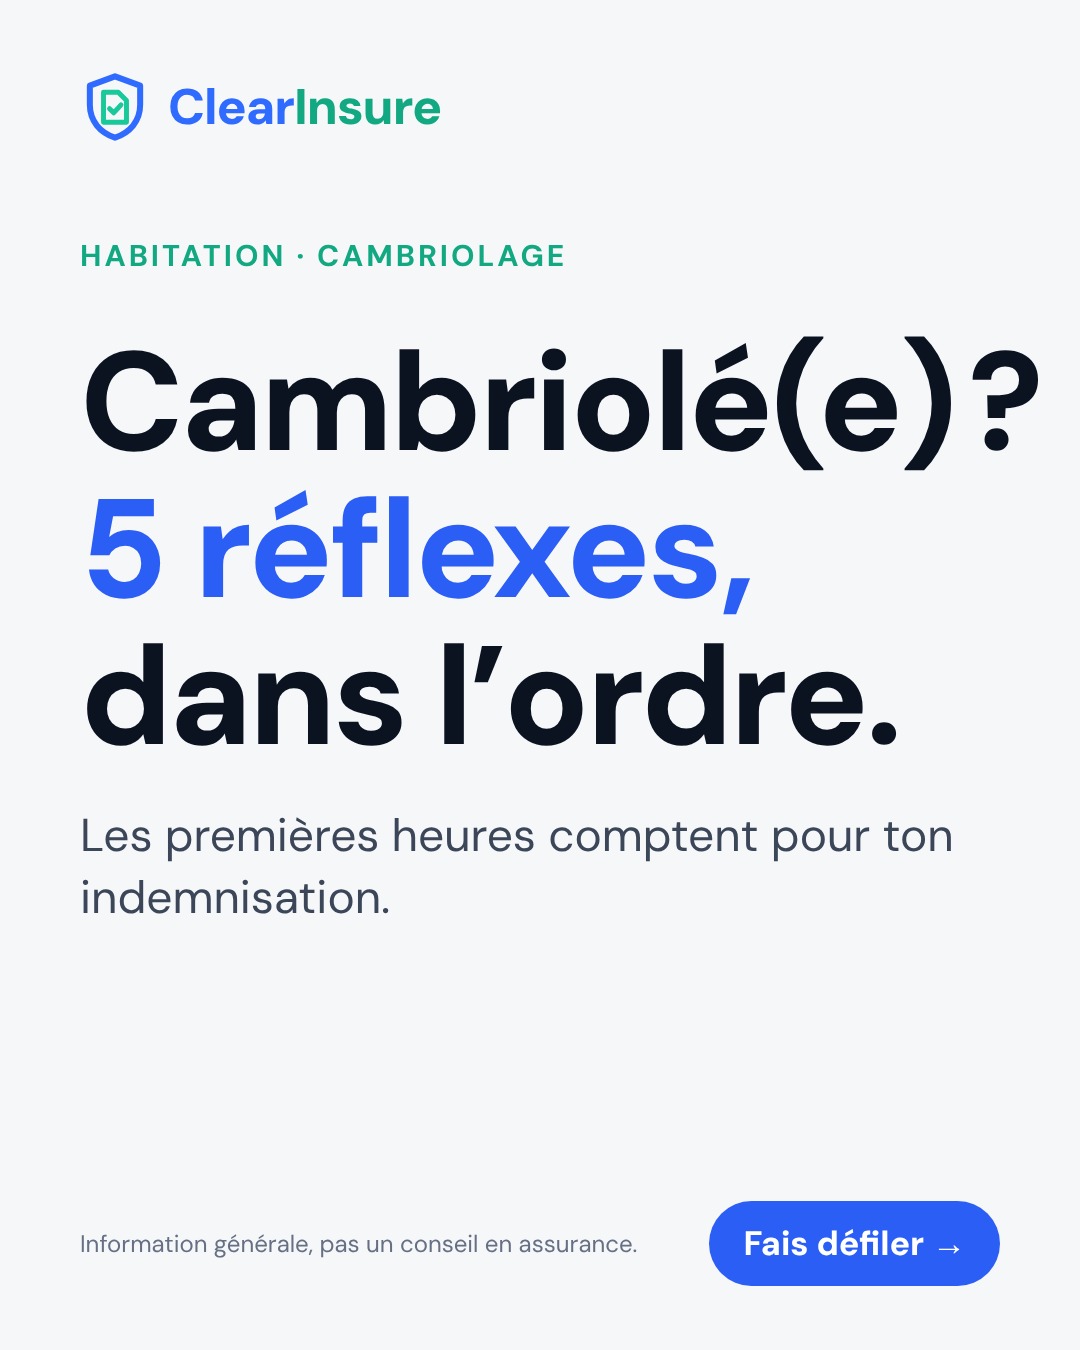 ClearInsure
HABITATION · CAMBRIOLAGE
Cambriolé(e) ?
5 réflexes,
dans l’ordre.
Les premières heures comptent pour ton
indemnisation.
Information générale, pas un conseil en assurance.
Fais défiler →